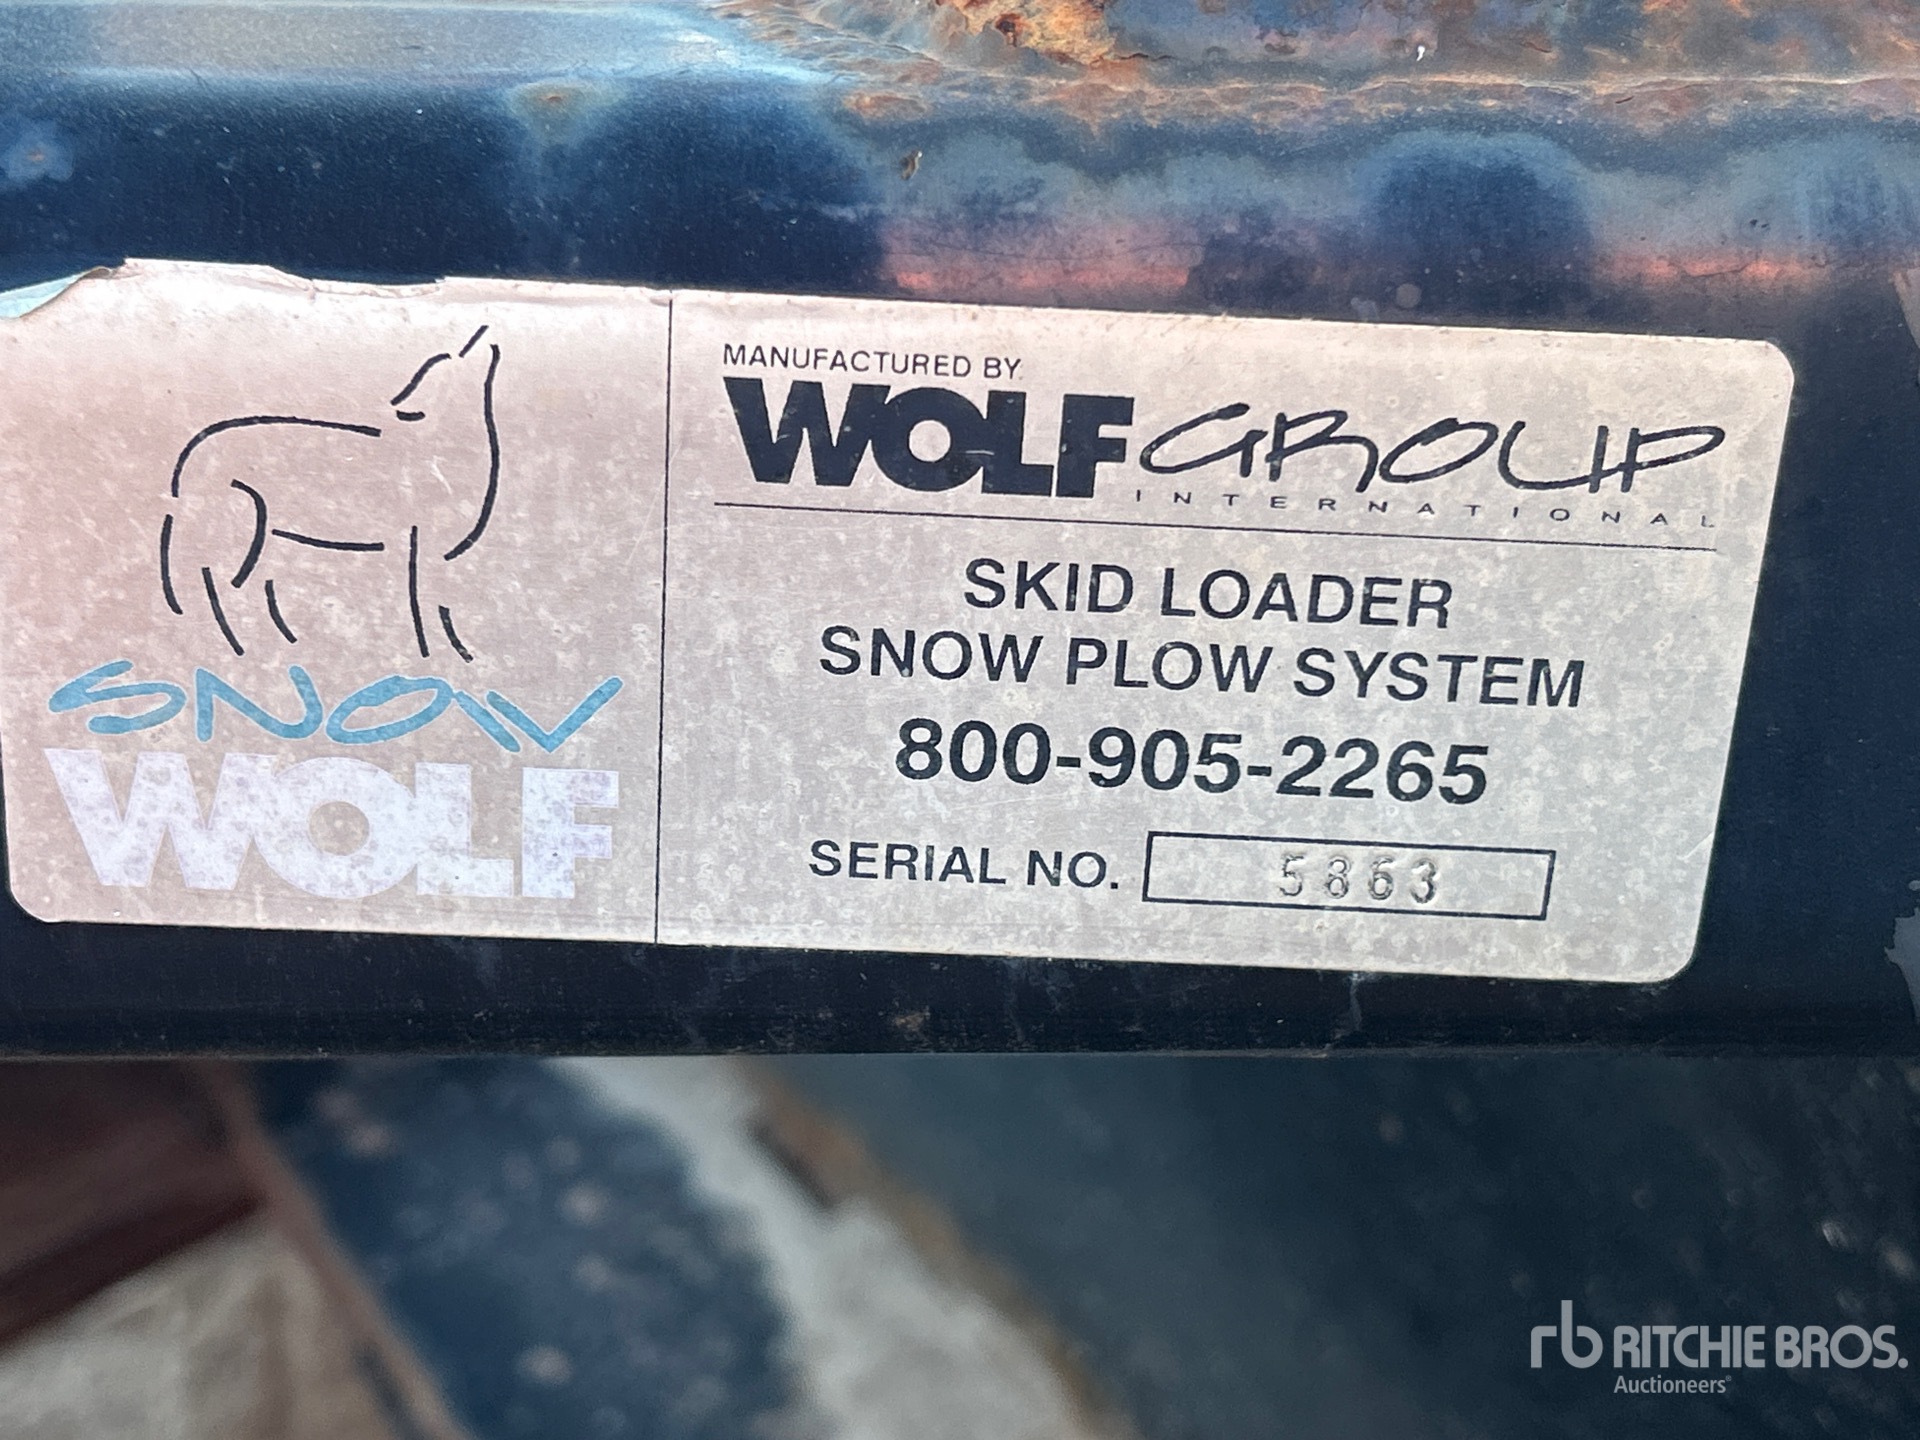 SNOW
WOLF
MANUFACTURED BY
WOLF GROUP
INTERNATIONAL
SKID LOADER
SNOW PLOW SYSTEM
800-905-2265
SERIAL NO. 5863
rb RITCHIE BROS.
Auctioneers®